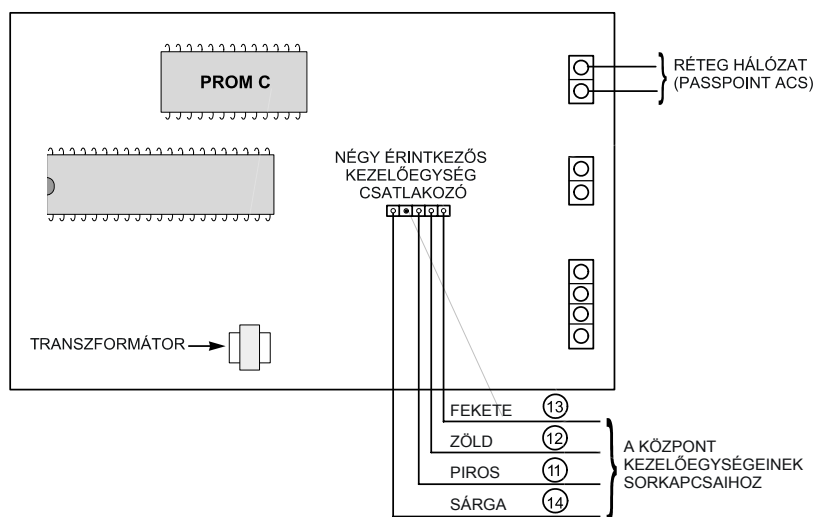 PROM C
RÉTEG HÁLÓZAT
(PASSPOINT ACS)
NÉGY ÉRINTKEZŐS
KEZELŐEGYSÉG
CSATLAKOZÓ
TRANSZFORMÁTOR
FEKETE 13
ZÖLD 12
PIROS 11
SÁRGA 14
A KÖZPONT
KEZELŐEGYSÉGEINEK
SORKAPCSAIHOZ